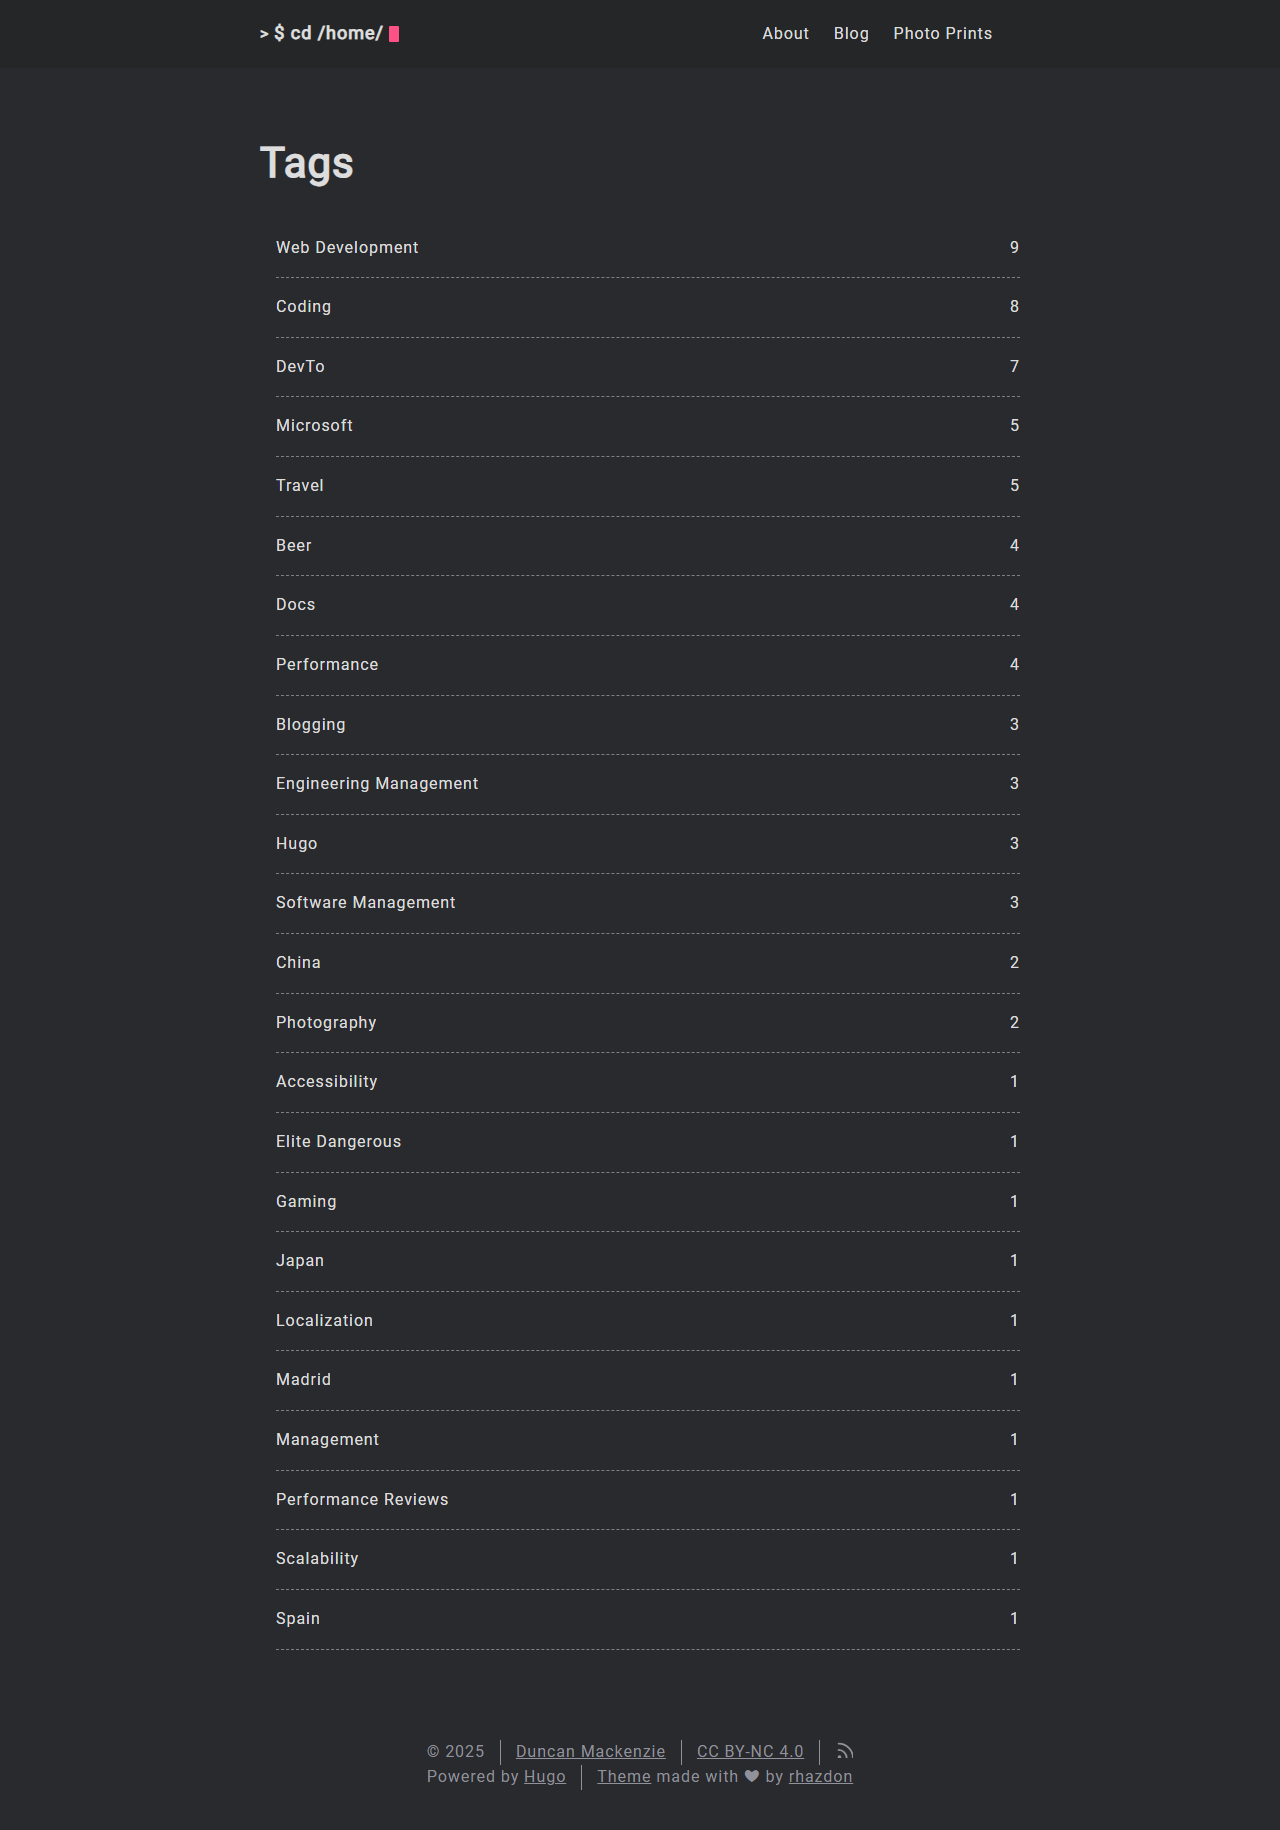 > $ cd /home/
About Blog Photo Prints
Tags
Web Development 9
Coding 8
DevTo 7
Microsoft 5
Travel 5
Beer 4
Docs 4
Performance 4
Blogging 3
Engineering Management 3
Hugo 3
Software Management 3
China 2
Photography 2
Accessibility 1
Elite Dangerous 1
Gaming 1
Japan 1
Localization 1
Madrid 1
Management 1
Performance Reviews 1
Scalability 1
Spain 1
© 2025 Duncan Mackenzie CC BY-NC 4.0
Powered by Hugo Theme made with ♥ by rhazdon